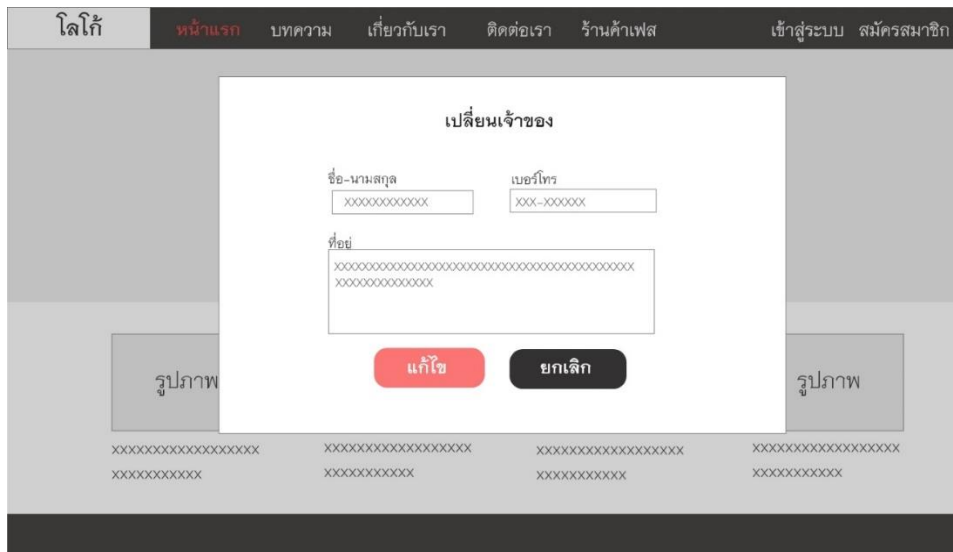 โลโก้ หน้าแรก บทความ เกี่ยวกับเรา ติดต่อเรา ร้านค้าเฟส เข้าสู่ระบบ สมัครสมาชิก
เปลี่ยนเจ้าของ
ชื่อ-นามสกุล เบอร์โทร
XXXXXXXXXXXX XXX-XXXXXX
ที่อยู่
XXXXXXXXXXXXXXXXXXXXXXXXXXXXXXXXXXXXXXXXXXX
XXXXXXXXXXXXXX
แก้ไข ยกเลิก
รูปภาพ รูปภาพ
XXXXXXXXXXXXXXXXXX XXXXXXXXXXXXXXXXXX XXXXXXXXXXXXXXXXXX XXXXXXXXXXXXXXXXXX
XXXXXXXXXXX XXXXXXXXXXX XXXXXXXXXXX XXXXXXXXXXX